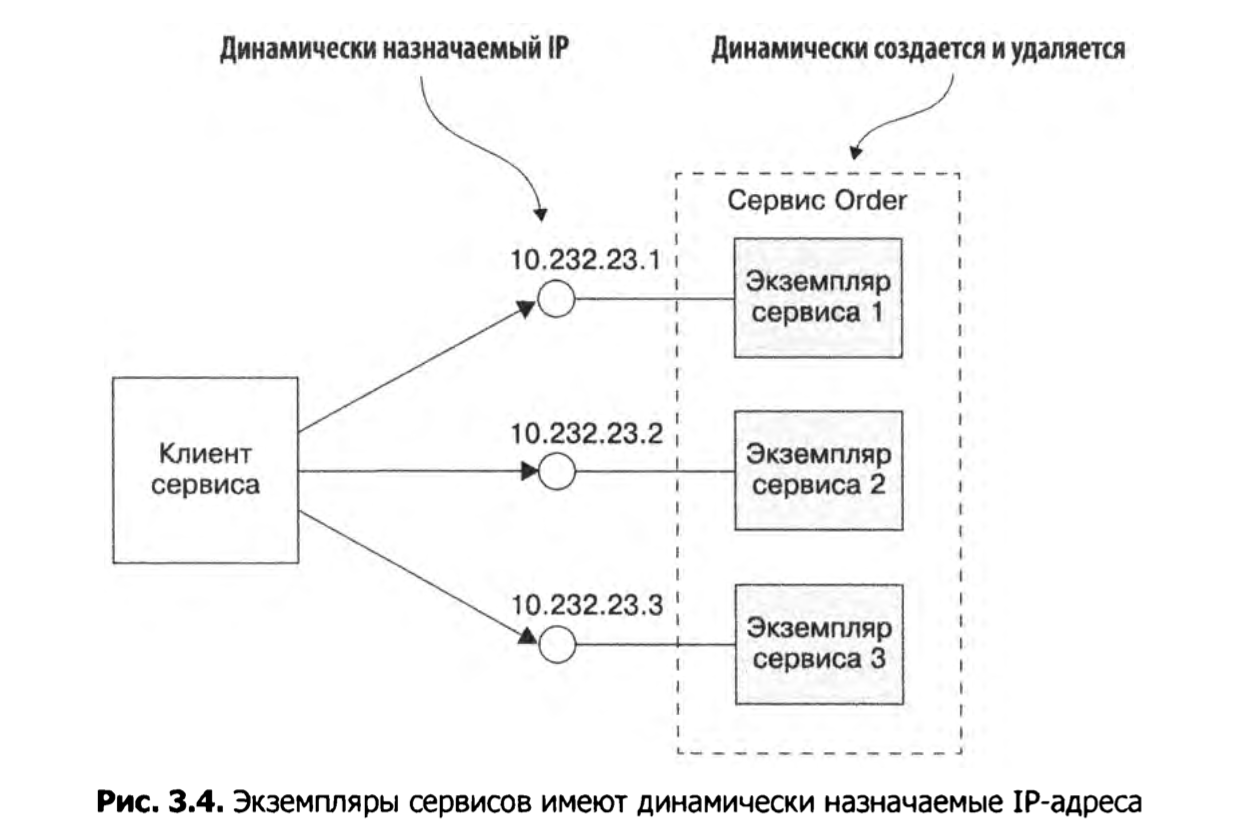 Динамически назначаемый IP
Динамически создается и удаляется
Сервис Order
10.232.23.1
Экземпляр
сервиса 1
10.232.23.2
Клиент
сервиса
Экземпляр
сервиса 2
10.232.23.3
Экземпляр
сервиса 3
Рис. 3.4. Экземпляры сервисов имеют динамически назначаемые IP-адреса